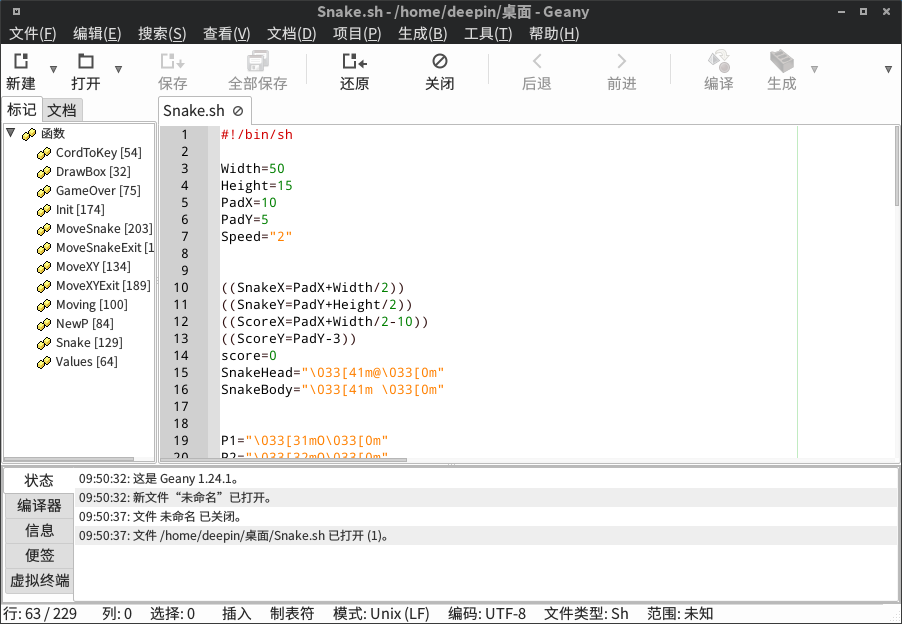 Snake.sh - /home/deepin/桌面 - Geany
文件(F) 编辑(E) 搜索(S) 查看(V) 文档(D) 项目(P) 生成(B) 工具(T) 帮助(H)
新建 打开 保存 全部保存 还原 关闭 后退 前进 编译 生成
标记 文档
Snake.sh
函数
CordToKey [54]
DrawBox [32]
GameOver [75]
Init [174]
MoveSnake [203]
MoveSnakeExit [1
MoveXY [134]
MoveXYExit [189]
Moving [100]
NewP [84]
Snake [129]
Values [64]
1 #!/bin/sh
2
3 Width=50
4 Height=15
5 PadX=10
6 PadY=5
7 Speed="2"
8
9
10 ((SnakeX=PadX+Width/2))
11 ((SnakeY=PadY+Height/2))
12 ((ScoreX=PadX+Width/2-10))
13 ((ScoreY=PadY-3))
14 score=0
15 SnakeHead="\033[41m@\033[0m"
16 SnakeBody="\033[41m \033[0m"
17
18
19 P1="\033[31mO\033[0m"
20 P2="\033[32mO\033[0m"
状态
编译器
信息
便签
虚拟终端
09:50:32: 这是 Geany 1.24.1。
09:50:32: 新文件“未命名”已打开。
09:50:37: 文件 未命名 已关闭。
09:50:37: 文件 /home/deepin/桌面/Snake.sh 已打开 (1)。
行: 63 / 229 列: 0 选择: 0 插入 制表符 模式: Unix (LF) 编码: UTF-8 文件类型: Sh 范围: 未知